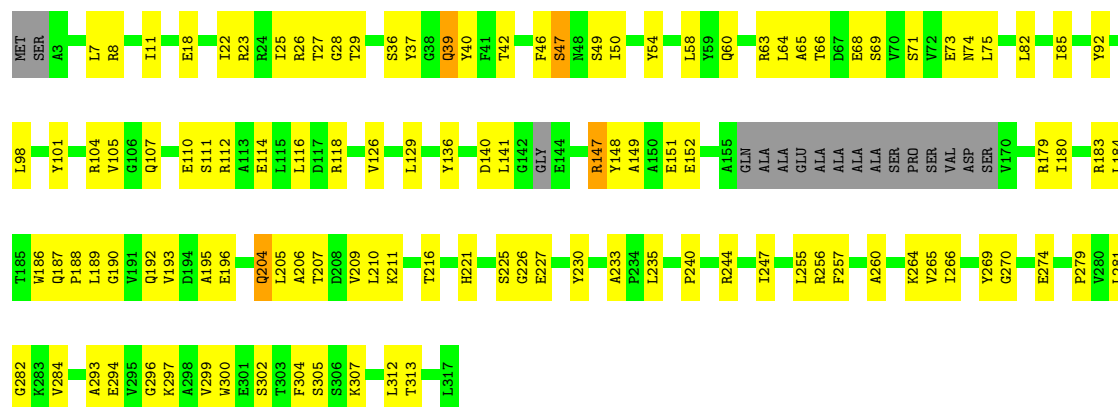 MET SER A3 L7 R8 I11 E18 I22 R23 R24 I25 R26 T27 G28 T29 S36 Y37 G38 Q39 Y40 F41 T42 F46 S47 N48 S49 I50 Y54 L58 Y59 Q60 R63 L64 A65 T66 D67 E68 S69 V70 S71 V72 E73 N74 L75 L82 I85 Y92
L98 Y101 R104 V105 G106 Q107 E110 S111 R112 A113 E114 L115 L116 D117 R118 V126 L129 Y136 D140 L141 G142 GLY E144 R147 Y148 A149 A150 E151 E152 A155 GLN ALA ALA GLU ALA ALA ALA ALA SER PRO SER VAL ASP SER V170 R179 I180 R183 L184
T185 W186 Q187 P188 L189 G190 V191 Q192 V193 D194 A195 E196 Q204 L205 A206 T207 D208 V209 L210 K211 T216 H221 S225 G226 E227 Y230 A233 P234 L235 P240 R244 I247 L255 R256 F257 A260 K264 V265 I266 Y269 G270 E274 P279 V280 L281
G282 K283 V284 A293 E294 V295 G296 K297 A298 V299 W300 E301 S302 T303 F304 S305 S306 K307 L312 T313 L317